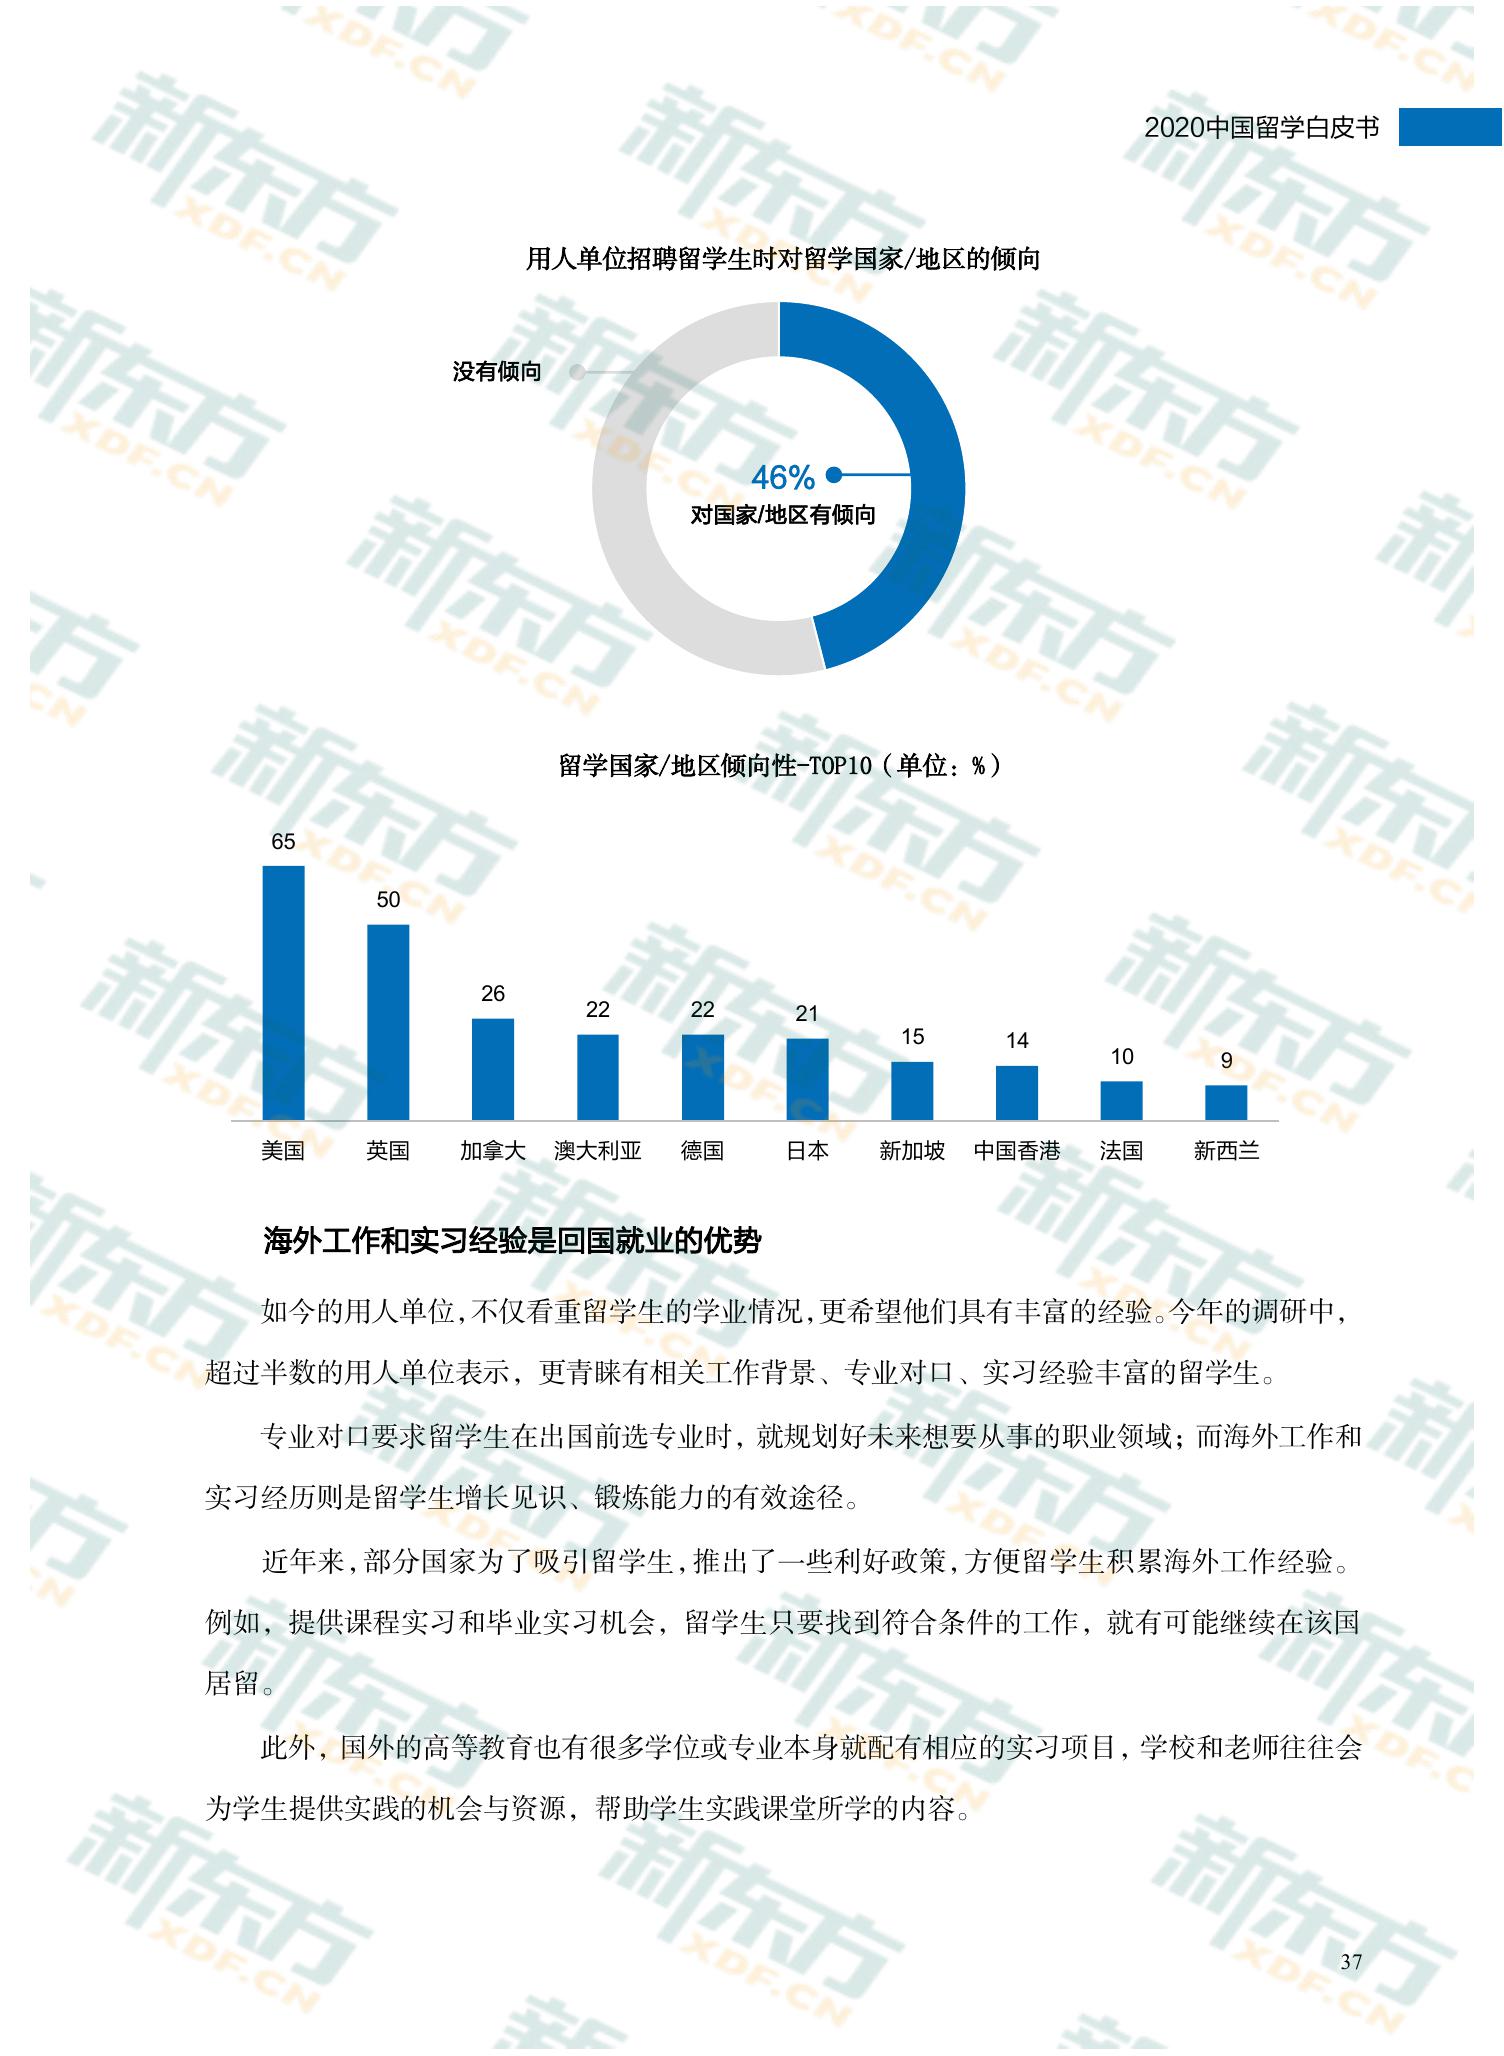 2020中国留学白皮书
用人单位招聘留学生时对留学国家/地区的倾向
没有倾向
46%
对国家/地区有倾向
留学国家/地区倾向性-TOP10（单位：%）
65
50
26
22
22
21
15
14
10
9
美国
英国
加拿大
澳大利亚
德国
日本
新加坡
中国香港
法国
新西兰
海外工作和实习经验是回国就业的优势
如今的用人单位，不仅看重留学生的学业情况，更希望他们具有丰富的经验。今年的调研中，
超过半数的用人单位表示，更青睐有相关工作背景、专业对口、实习经验丰富的留学生。
专业对口要求留学生在出国前选专业时，就规划好未来想要从事的职业领域；而海外工作和
实习经历则是留学生增长见识、锻炼能力的有效途径。
近年来，部分国家为了吸引留学生，推出了一些利好政策，方便留学生积累海外工作经验。
例如，提供课程实习和毕业实习机会，留学生只要找到符合条件的工作，就有可能继续在该国
居留。
此外，国外的高等教育也有很多学位或专业本身就配有相应的实习项目，学校和老师往往会
为学生提供实践的机会与资源，帮助学生实践课堂所学的内容。
37
新东方
XDF.CN